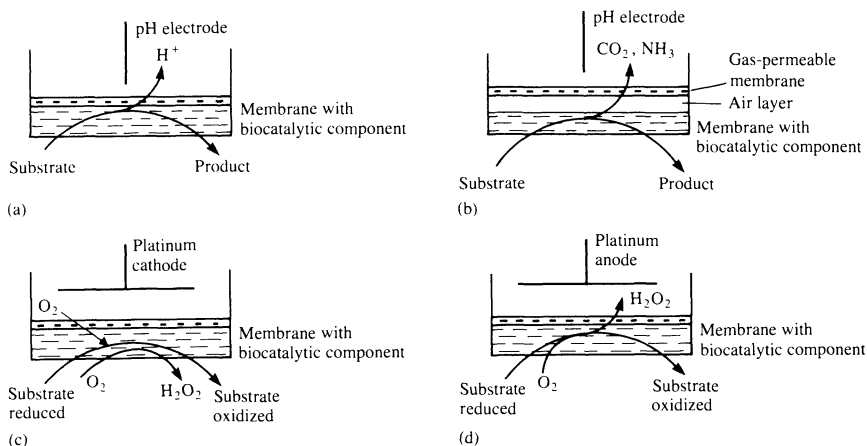 pH electrode
H⁺
Membrane with
biocatalytic component
Substrate
Product
(a)
pH electrode
CO₂, NH₃
Gas-permeable
membrane
Air layer
Membrane with
biocatalytic component
Substrate
Product
(b)
Platinum
cathode
O₂
Membrane with
biocatalytic component
Substrate
reduced
O₂
H₂O₂
Substrate
oxidized
(c)
Platinum
anode
H₂O₂
Membrane with
biocatalytic component
Substrate
reduced
O₂
Substrate
oxidized
(d)